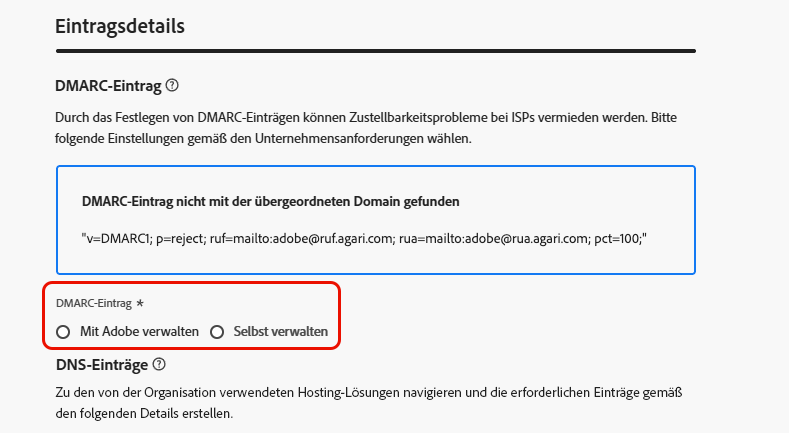 Eintragsdetails
DMARC-Eintrag
Durch das Festlegen von DMARC-Einträgen können Zustellbarkeitsprobleme bei ISPs vermieden werden. Bitte
folgende Einstellungen gemäß den Unternehmensanforderungen wählen.
DMARC-Eintrag nicht mit der übergeordneten Domain gefunden
"v=DMARC1; p=reject; ruf=mailto:adobe@ruf.agari.com; rua=mailto:adobe@rua.agari.com; pct=100;"
DMARC-Eintrag *
Mit Adobe verwalten Selbst verwalten
DNS-Einträge
Zu den von der Organisation verwendeten Hosting-Lösungen navigieren und die erforderlichen Einträge gemäß
den folgenden Details erstellen.